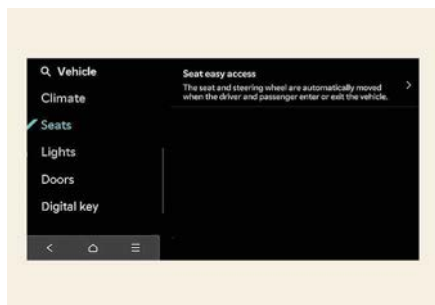 Vehicle
Climate
Seats
Lights
Doors
Digital key
Seat easy access
The seat and steering wheel are automatically moved
when the driver and passenger enter or exit the vehicle.